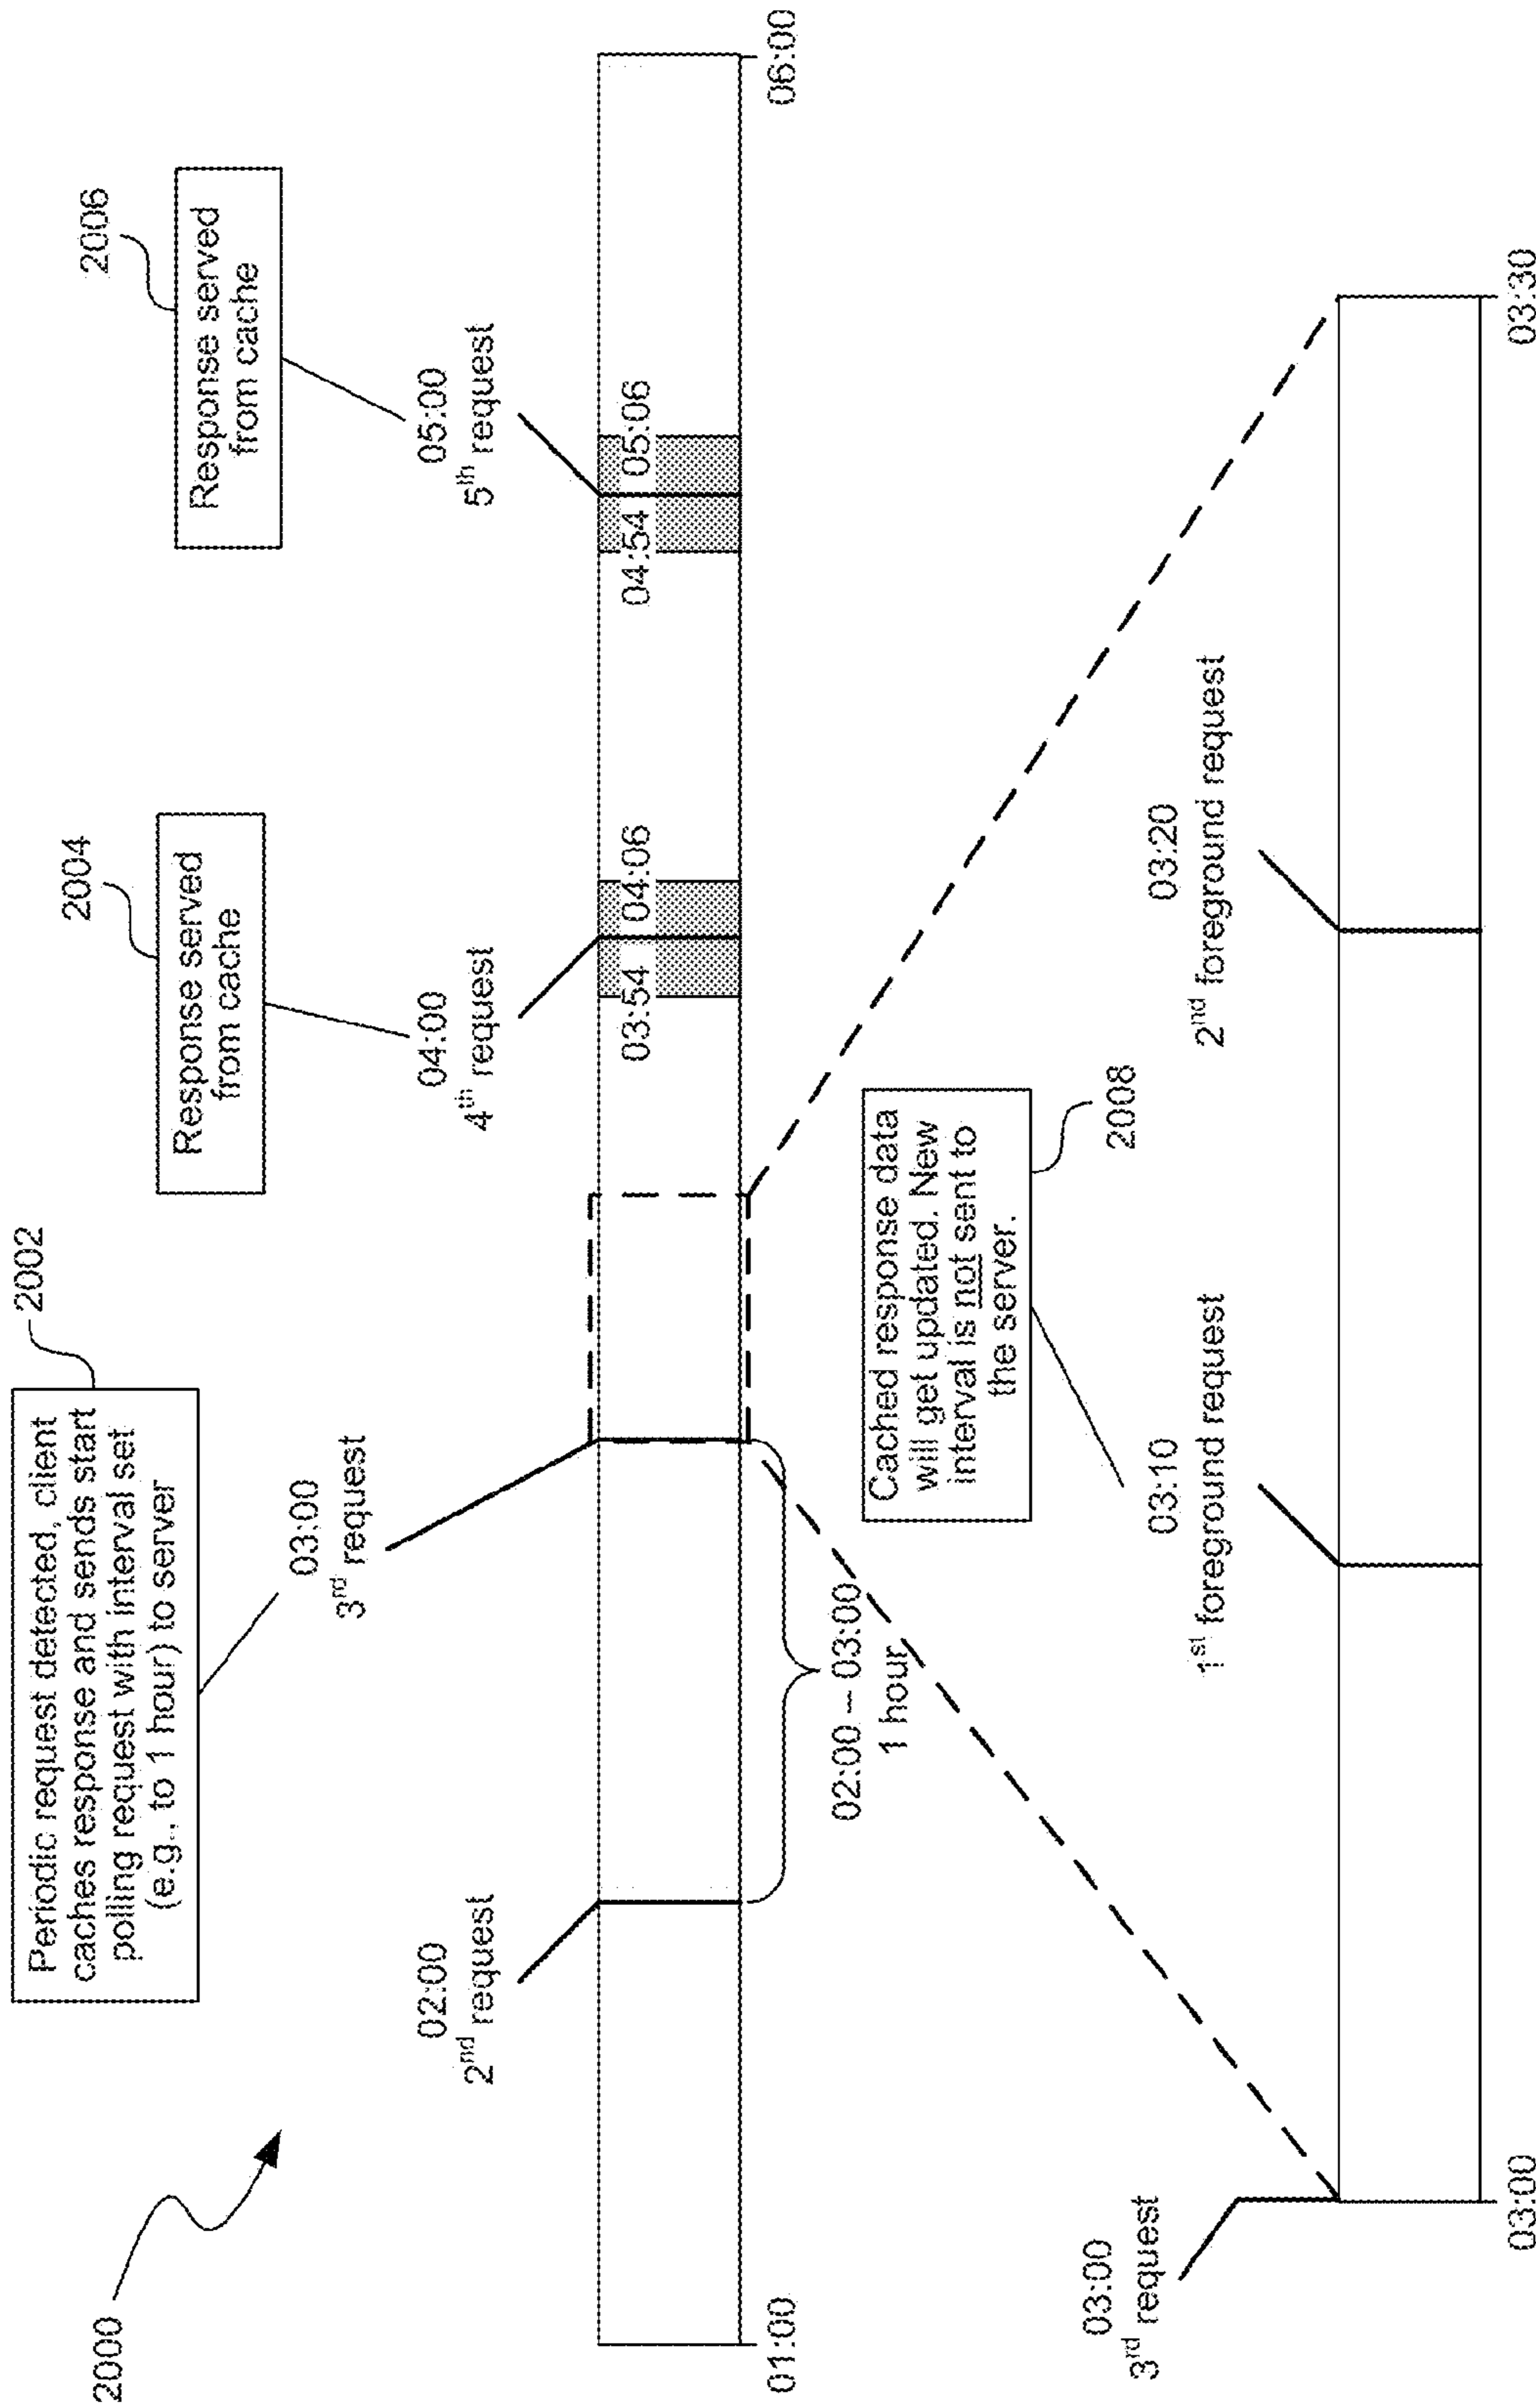 2000
Periodic request detected, client
caches response and sends start
polling request with interval set
(e.g., to 1 hour) to server
2002
Response served
from cache
2004
Response served
from cache
2006
02:00
2nd request
03:00
3rd request
04:00
4th request
05:00
5th request
03:54
04:06
04:54
05:06
01:00
06:00
02:00 – 03:00
1 hour
Cached response data
will get updated. New
interval is not sent to
the server.
2008
03:00
3rd request
03:10
1st foreground request
03:20
2nd foreground request
03:00
03:30